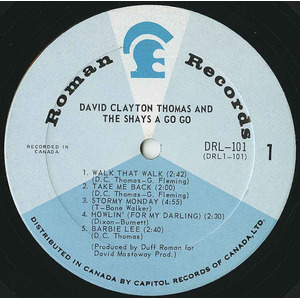 Roman Records
DAVID CLAYTON THOMAS AND
THE SHAYS A GO GO
RECORDED IN
CANADA
DRL-101
(DRL1-101)
1
1. WALK THAT WALK (2:42)
(D.C. Thomas-G. Fleming)
2. TAKE ME BACK (2:00)
(D.C. Thomas-G. Fleming)
3. STORMY MONDAY (4:55)
(T-Bone Walker)
4. HOWLIN' (FOR MY DARLING) (2:30)
(Dixon-Burnett)
5. BARBIE LEE (2:04)
(D.C. Thomas)
(Produced by Duff Roman for
David Mastoway Prod.)
DISTRIBUTED IN CANADA BY CAPITOL RECORDS OF CANADA, LTD.